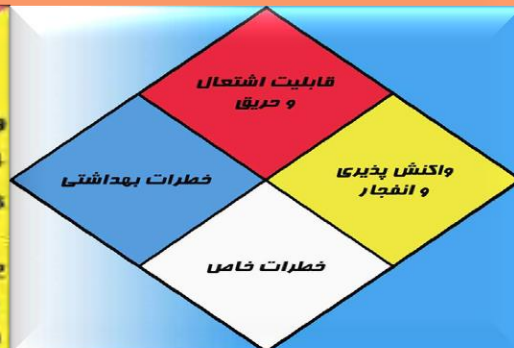 قابلیت اشتعال
و حریق
خطرات بهداشتی
واکنش پذیری
و انفجار
خطرات خاص